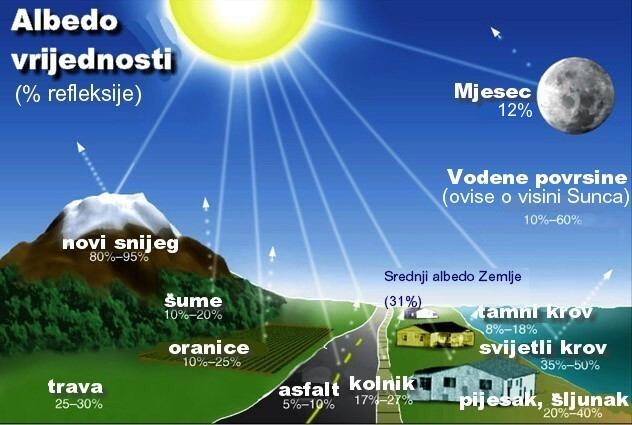 Albedo
vrijednosti
(% refleksije)
Mjesec
12%
Vodene povrsine
(ovise o visini Sunca)
10%–60%
novi snijeg
80%–95%
Srednji albedo Zemlje
(31%)
šume
10%–20%
tamni krov
8%–18%
oranice
10%–25%
svijetli krov
35%–50%
trava
25–30%
asfalt
5%–10%
kolnik
17%–27%
pijesak, šljunak
20%–40%